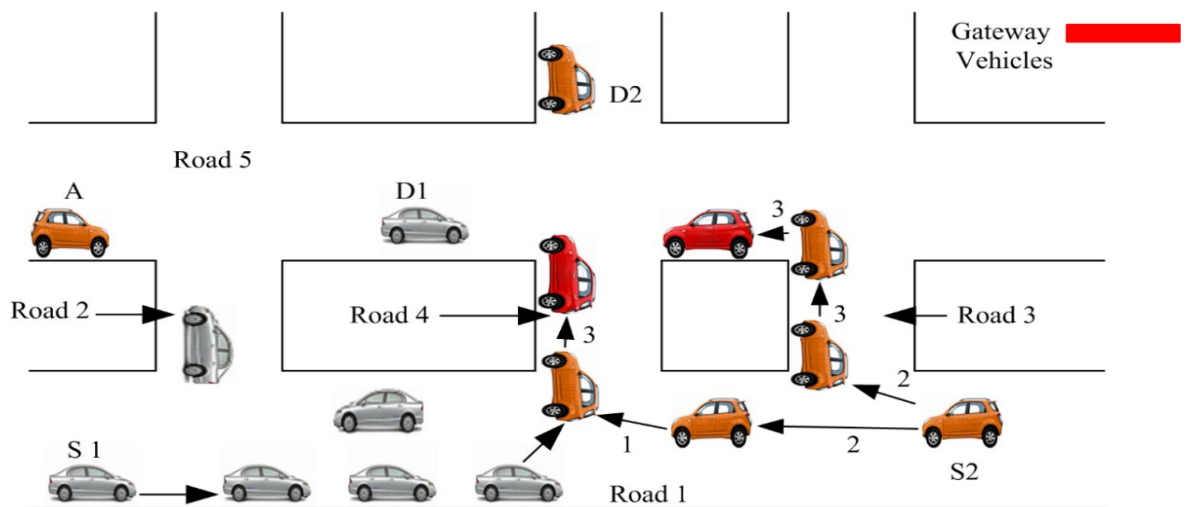 Gateway
Vehicles
D2
Road 5
A
D1
3
Road 2
Road 4
3
3
Road 3
2
S 1
1
2
S2
Road 1